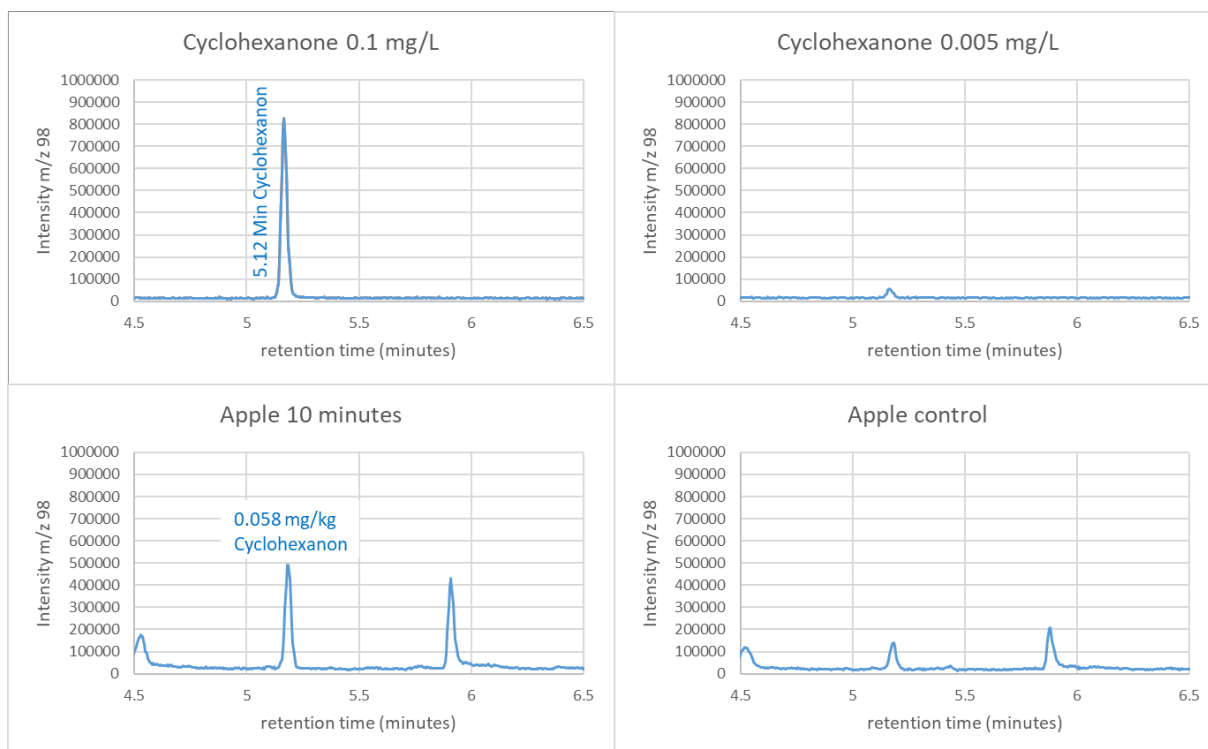 Cyclohexanone 0.1 mg/L
Intensity m/z 98
1000000
900000
800000
700000
600000
500000
400000
300000
200000
100000
0
5.12 Min Cyclohexanon
4.5 5 5.5 6 6.5
retention time (minutes)
Cyclohexanone 0.005 mg/L
Intensity m/z 98
1000000
900000
800000
700000
600000
500000
400000
300000
200000
100000
0
4.5 5 5.5 6 6.5
retention time (minutes)
Apple 10 minutes
Intensity m/z 98
1000000
900000
800000
700000
600000
500000
400000
300000
200000
100000
0
0.058 mg/kg
Cyclohexanon
4.5 5 5.5 6 6.5
retention time (minutes)
Apple control
Intensity m/z 98
1000000
900000
800000
700000
600000
500000
400000
300000
200000
100000
0
4.5 5 5.5 6 6.5
retention time (minutes)